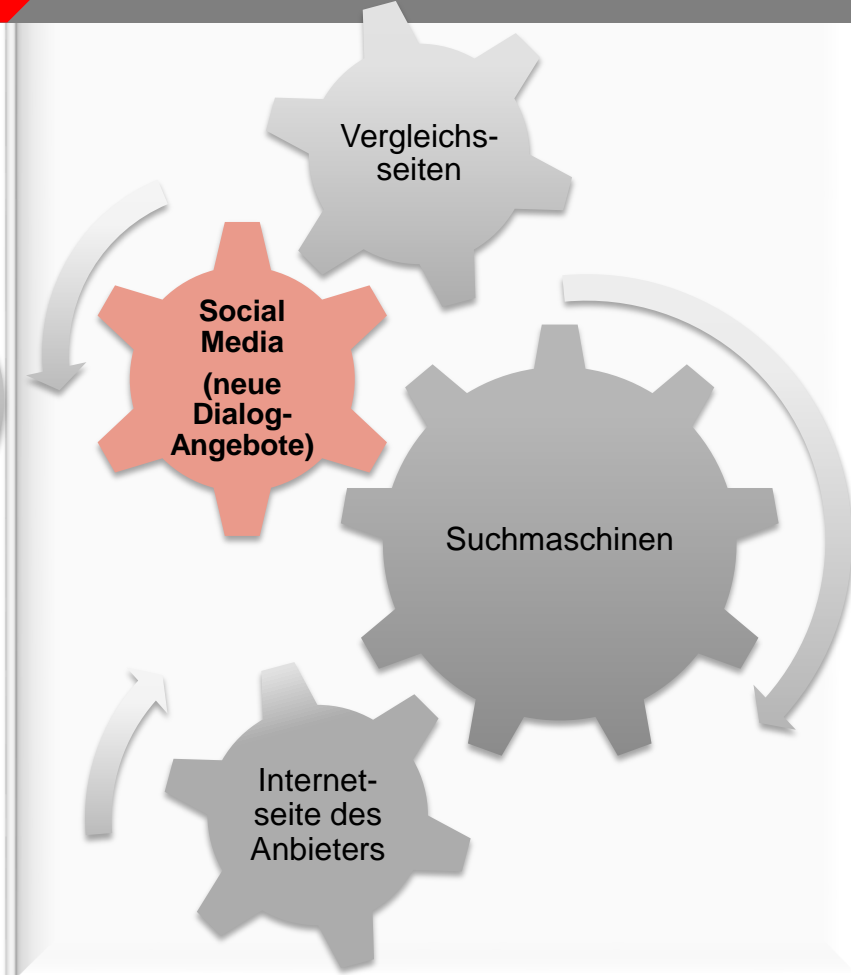 Vergleichs-
seiten
Social
Media
(neue
Dialog-
Angebote)
Suchmaschinen
Internet-
seite des
Anbieters